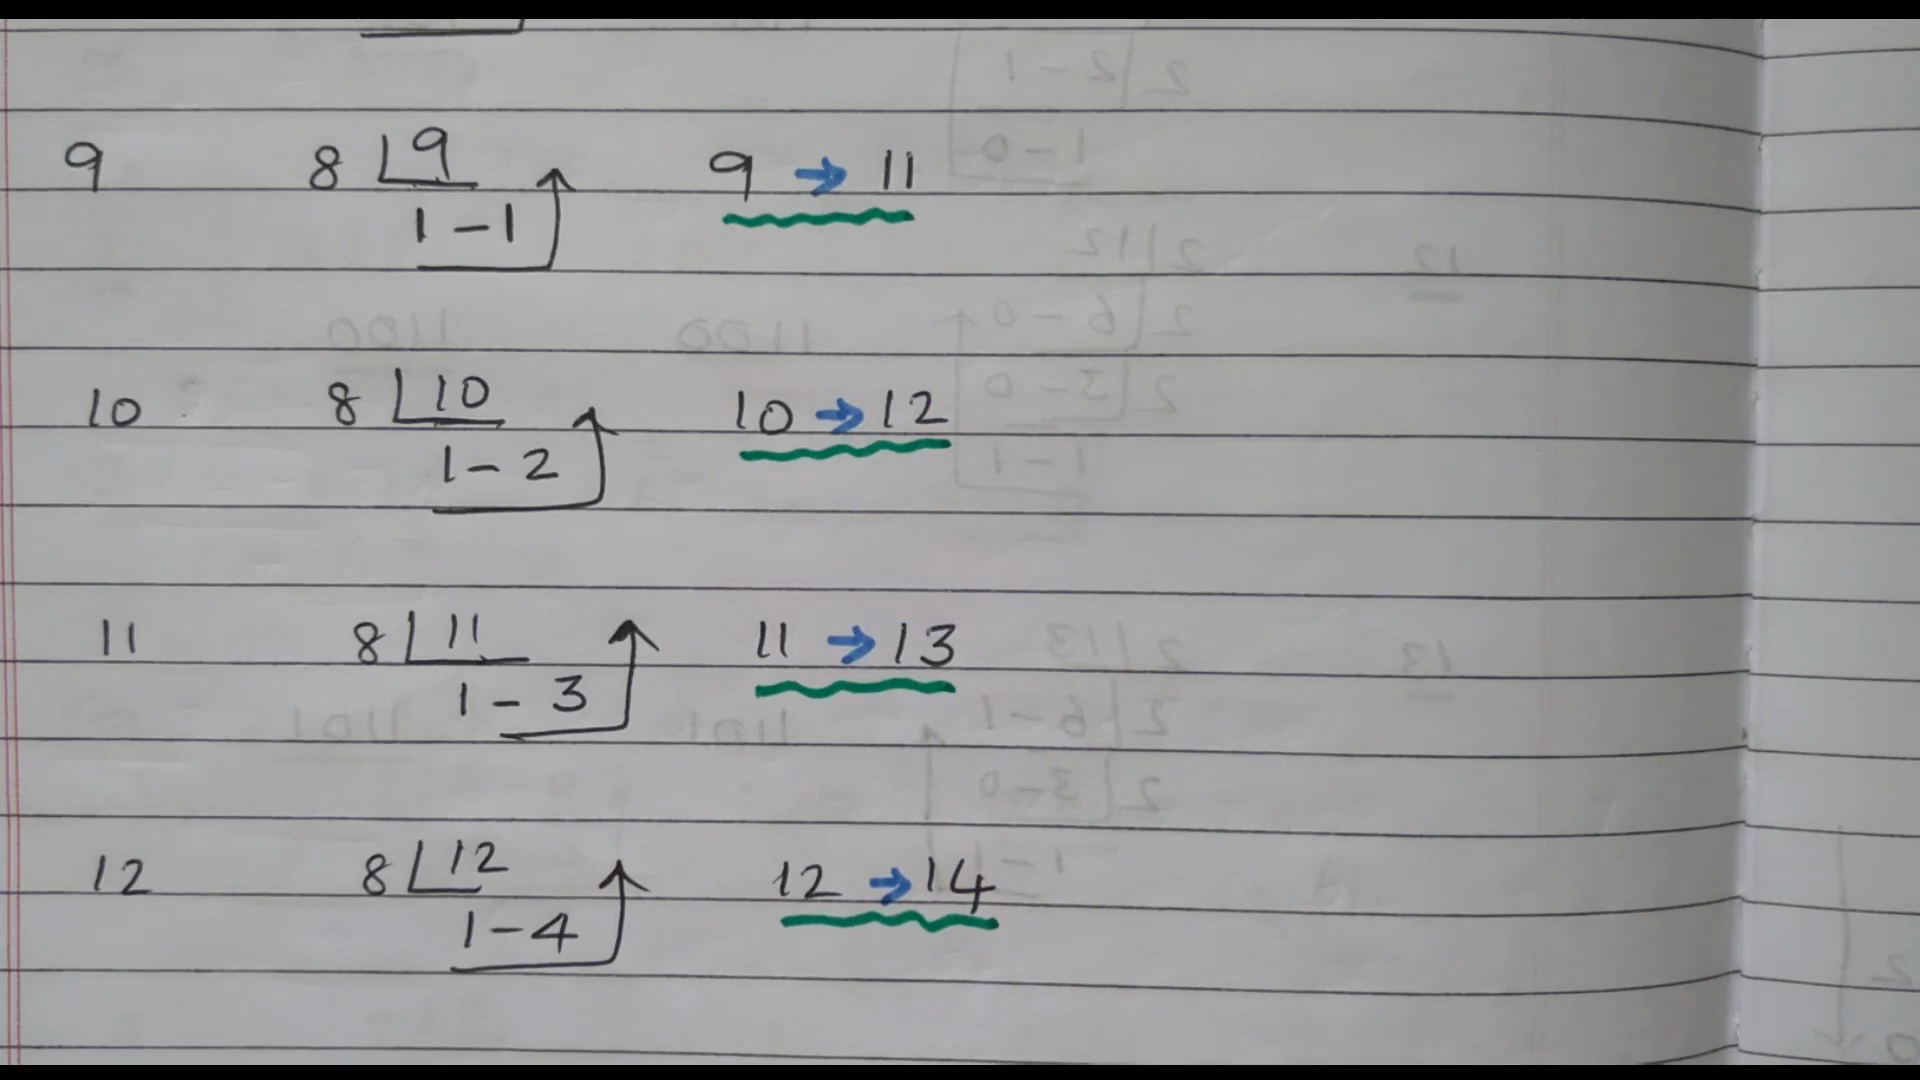 9 8 9 9 → 11
1 - 1
10 8 10 10 → 12
1 - 2
11 8 11 11 → 13
1 - 3
12 8 12 12 → 14
1 - 4